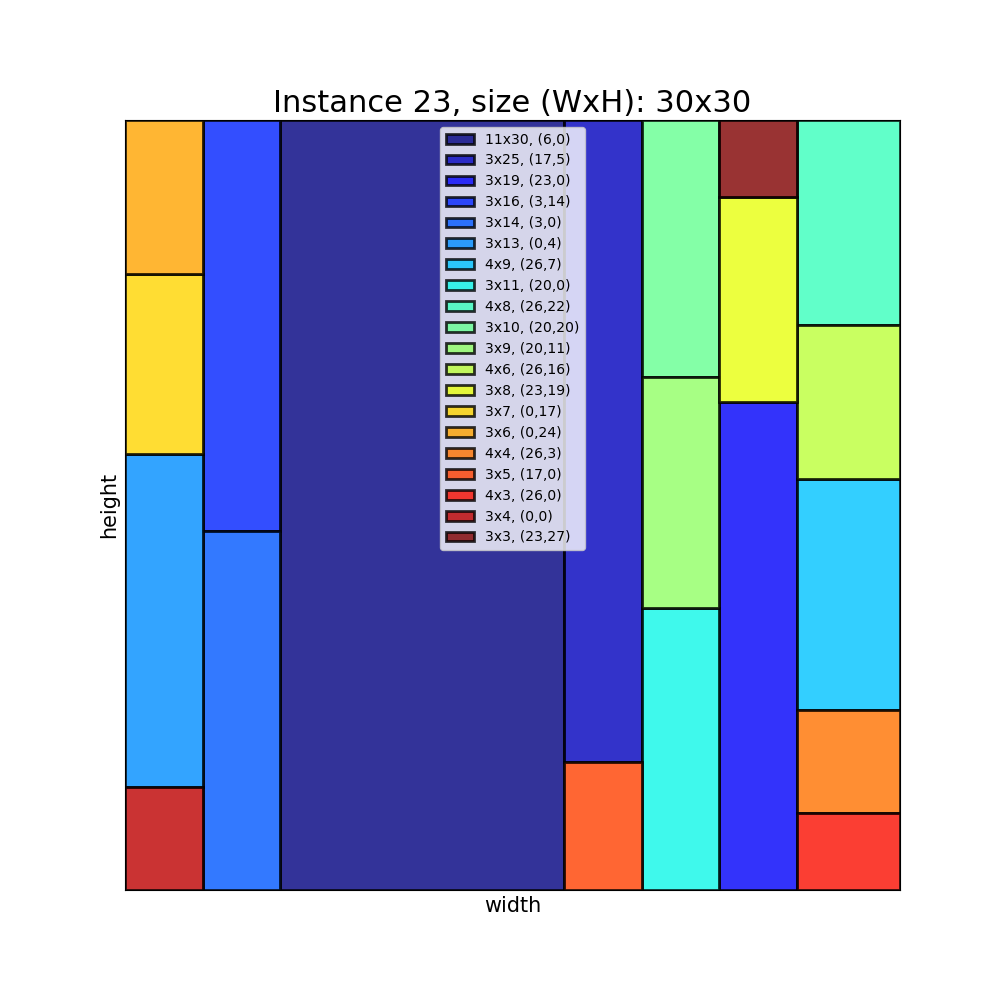 Instance 23, size (WxH): 30x30
11x30, (6,0)
3x25, (17,5)
3x19, (23,0)
3x16, (3,14)
3x14, (3,0)
3x13, (0,4)
4x9, (26,7)
3x11, (20,0)
4x8, (26,22)
3x10, (20,20)
3x9, (20,11)
4x6, (26,16)
3x8, (23,19)
3x7, (0,17)
3x6, (0,24)
4x4, (26,3)
3x5, (17,0)
4x3, (26,0)
3x4, (0,0)
3x3, (23,27)
height
width